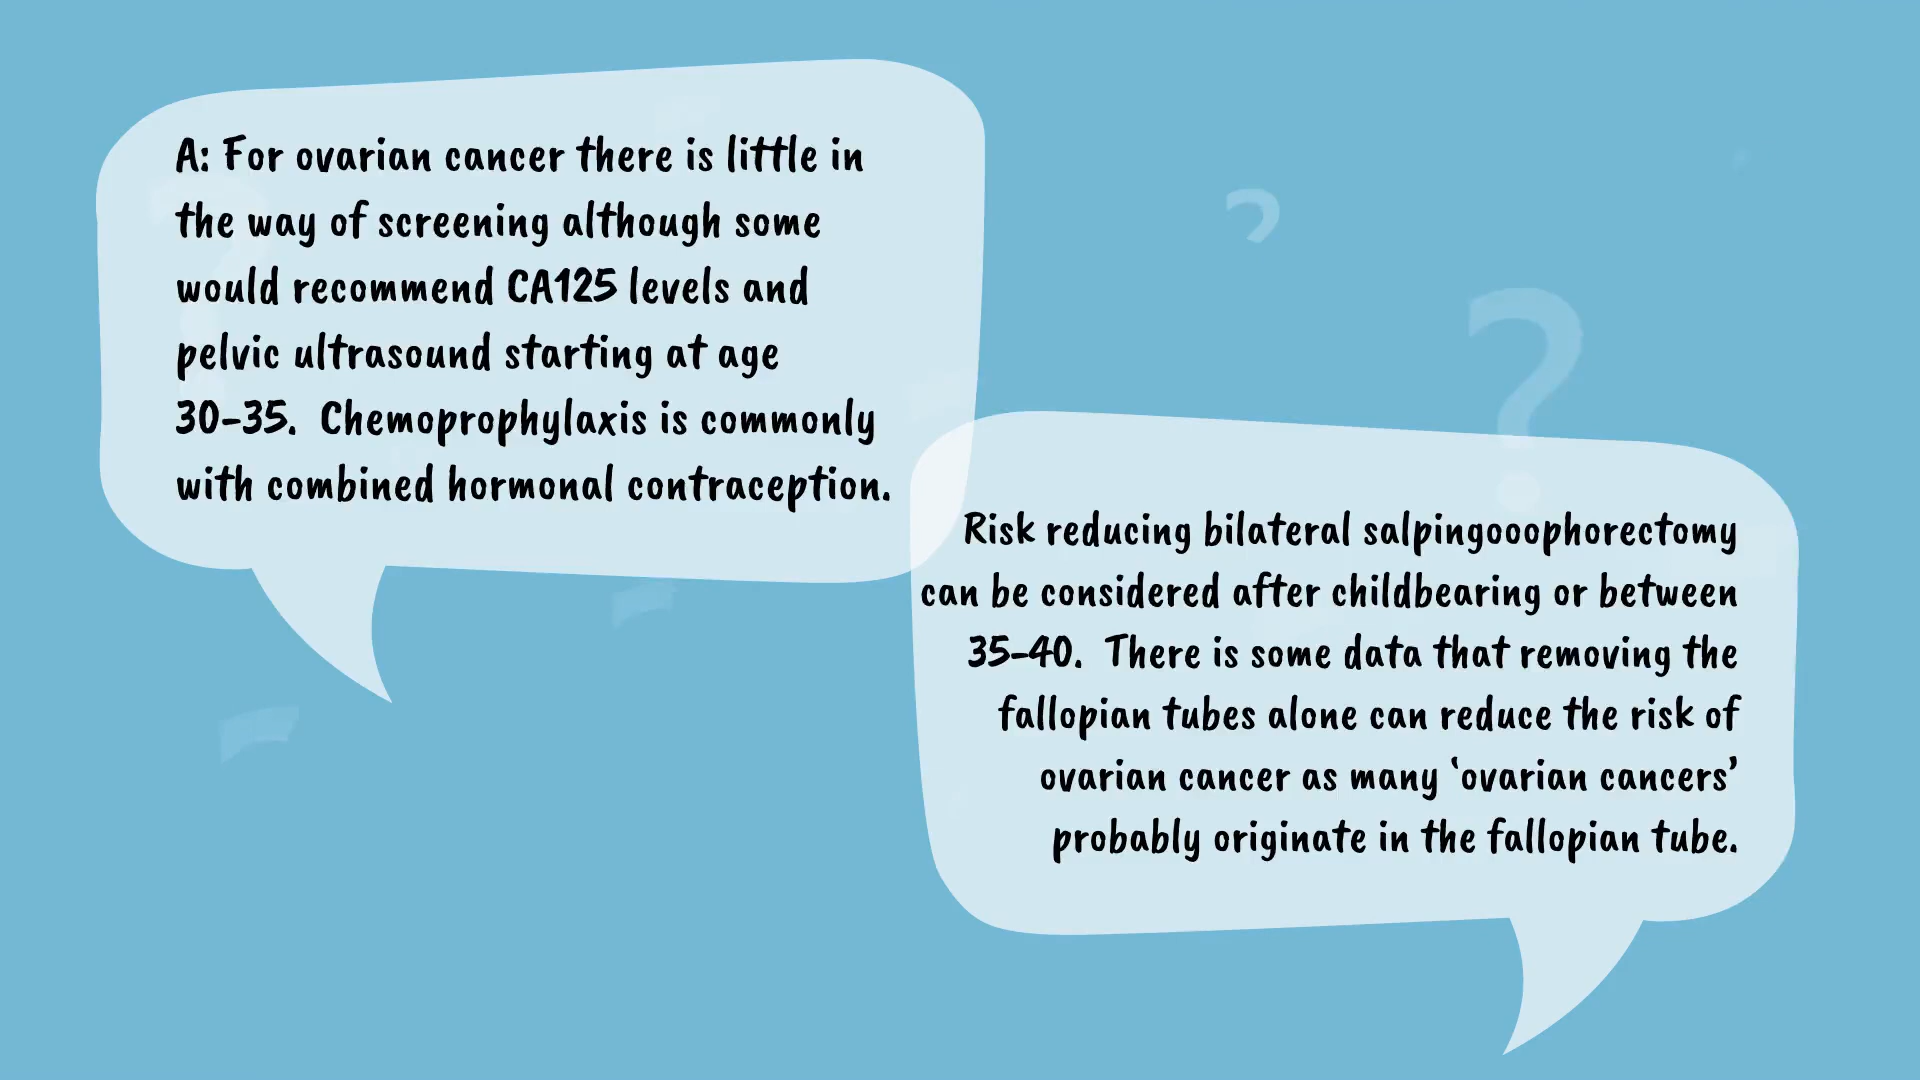 A: For ovarian cancer there is little in
the way of screening although some
would recommend CA125 levels and
pelvic ultrasound starting at age
30-35.  Chemoprophylaxis is commonly
with combined hormonal contraception.
Risk reducing bilateral salpingooophorectomy
can be considered after childbearing or between
35-40.  There is some data that removing the
fallopian tubes alone can reduce the risk of
ovarian cancer as many ‘ovarian cancers’
probably originate in the fallopian tube.